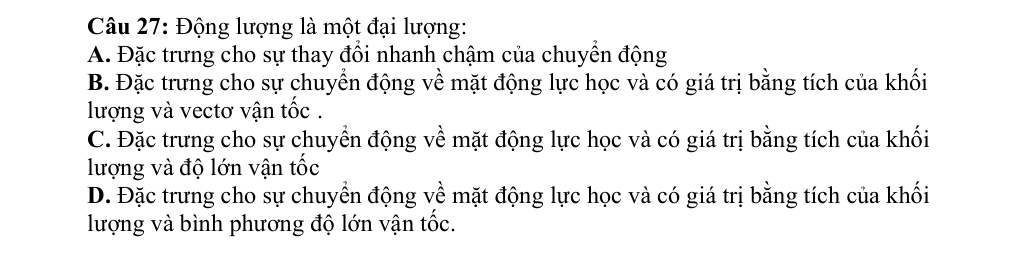 Câu 27: Động lượng là một đại lượng:
A. Đặc trưng cho sự thay đổi nhanh chậm của chuyển động
B. Đặc trưng cho sự chuyển động về mặt động lực học và có giá trị bằng tích của khối
lượng và vectơ vận tốc .
C. Đặc trưng cho sự chuyển động về mặt động lực học và có giá trị bằng tích của khối
lượng và độ lớn vận tốc
D. Đặc trưng cho sự chuyển động về mặt động lực học và có giá trị bằng tích của khối
lượng và bình phương độ lớn vận tốc.